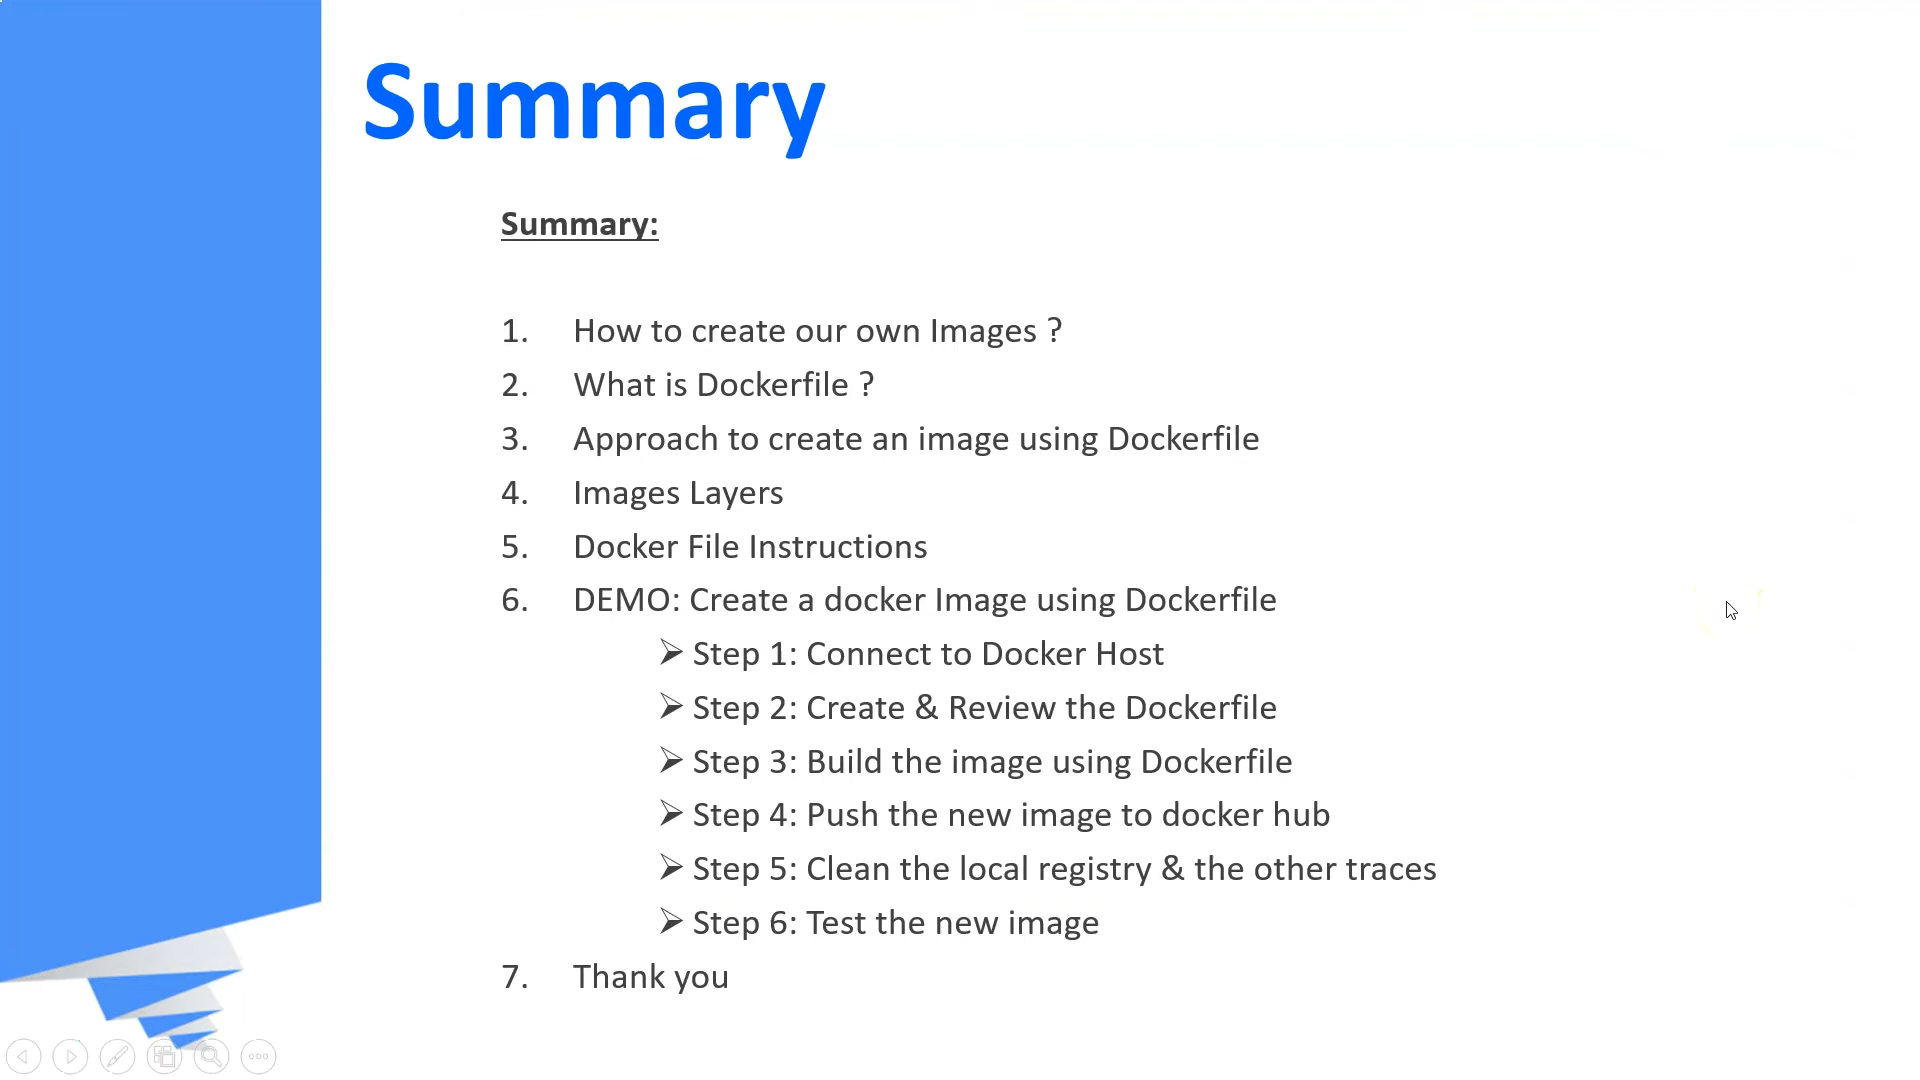 Summary
Summary:
1. How to create our own Images ?
2. What is Dockerfile ?
3. Approach to create an image using Dockerfile
4. Images Layers
5. Docker File Instructions
6. DEMO: Create a docker Image using Dockerfile
➢ Step 1: Connect to Docker Host
➢ Step 2: Create & Review the Dockerfile
➢ Step 3: Build the image using Dockerfile
➢ Step 4: Push the new image to docker hub
➢ Step 5: Clean the local registry & the other traces
➢ Step 6: Test the new image
7. Thank you